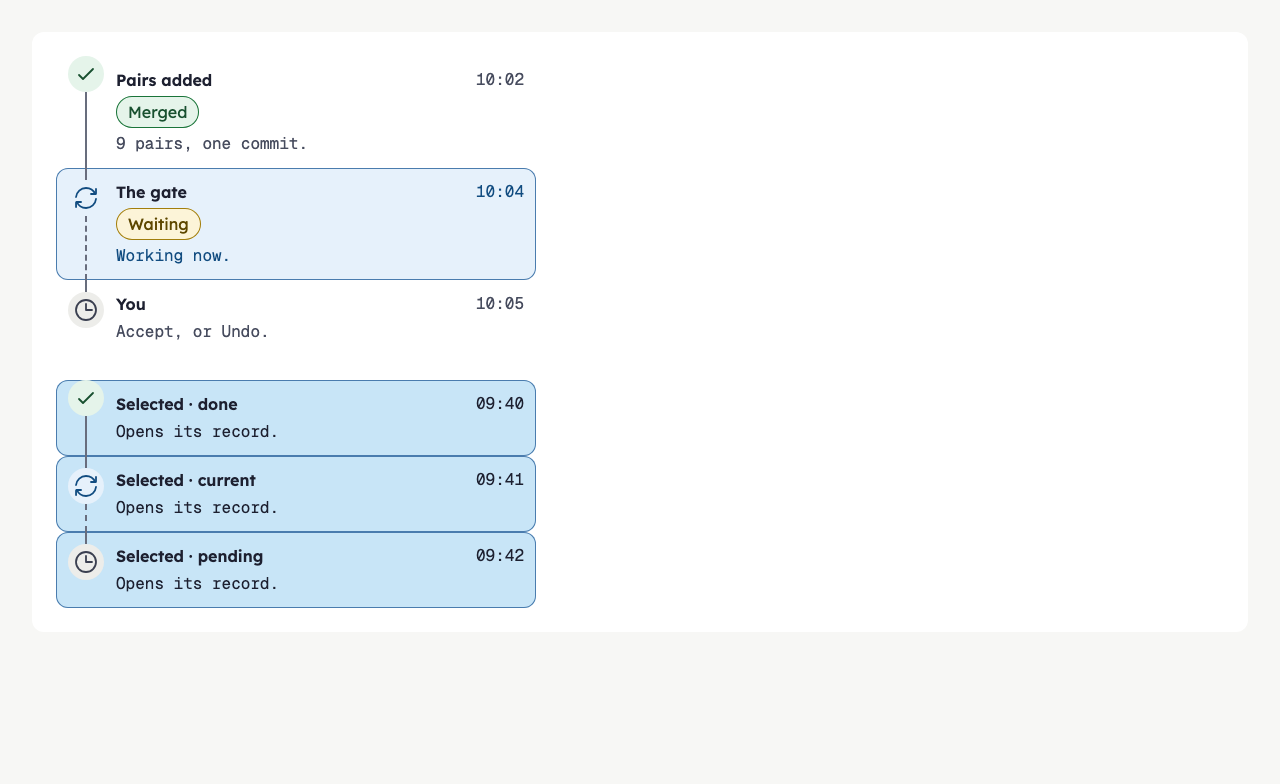 Pairs added 10:02
Merged
9 pairs, one commit.
The gate 10:04
Waiting
Working now.
You 10:05
Accept, or Undo.
Selected · done 09:40
Opens its record.
Selected · current 09:41
Opens its record.
Selected · pending 09:42
Opens its record.